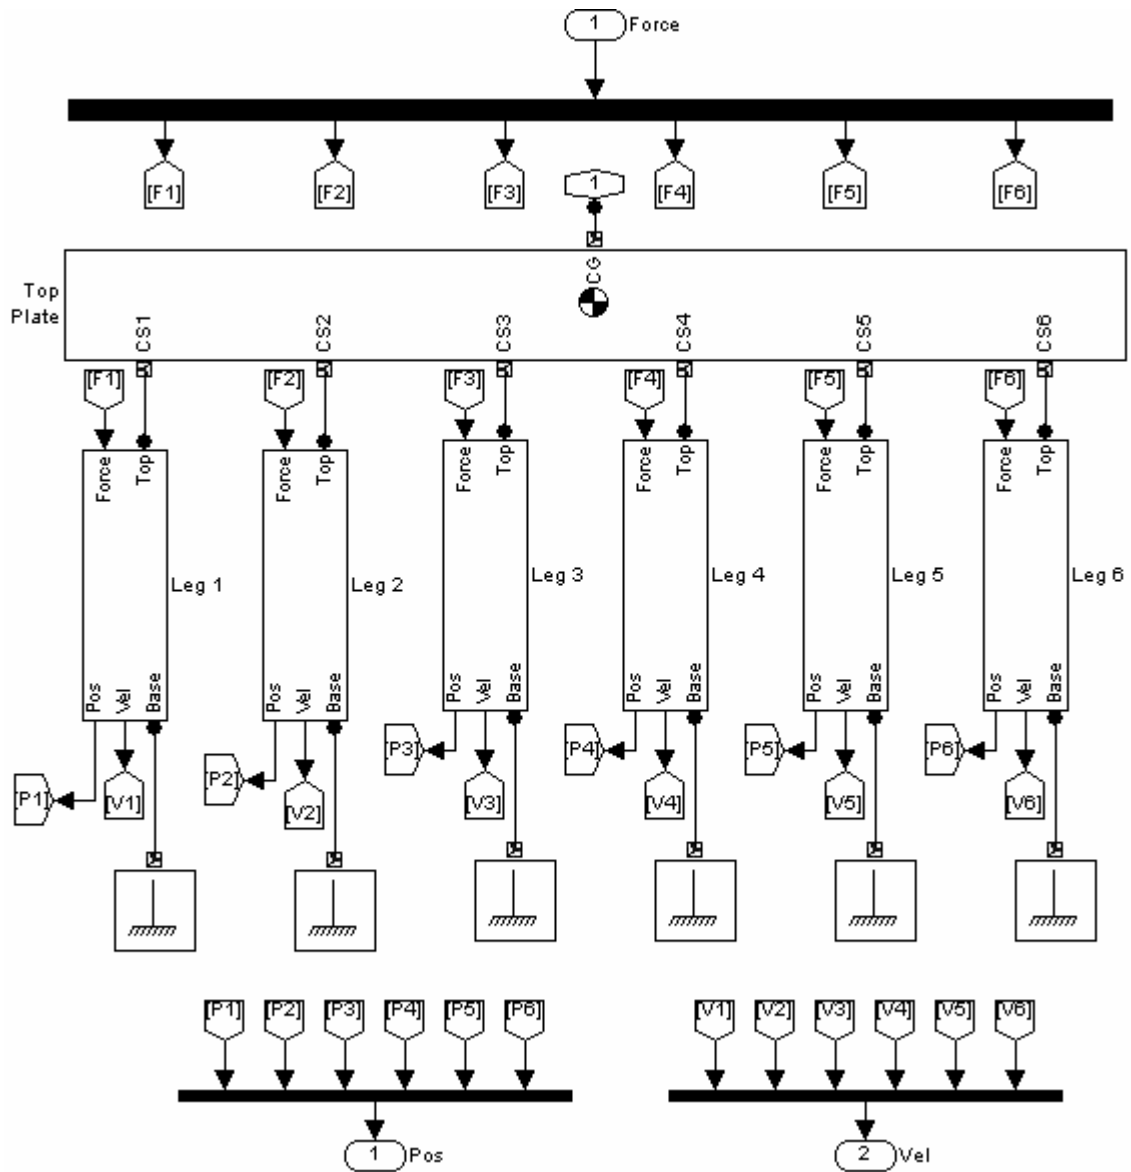 1 Force
[F1] [F2] [F3] [F4] [F5] [F6]
1
CG
Top
Plate
CS1 CS2 CS3 CS4 CS5 CS6
[F1] [F2] [F3] [F4] [F5] [F6]
Force Top Force Top Force Top Force Top Force Top Force Top
Leg 1 Leg 2 Leg 3 Leg 4 Leg 5 Leg 6
Pos Vel Base Pos Vel Base Pos Vel Base Pos Vel Base Pos Vel Base Pos Vel Base
[P1] [V1] [P2] [V2] [P3] [V3] [P4] [V4] [P5] [V5] [P6] [V6]
[P1] [P2] [P3] [P4] [P5] [P6] [V1] [V2] [V3] [V4] [V5] [V6]
1 Pos 2 Vel